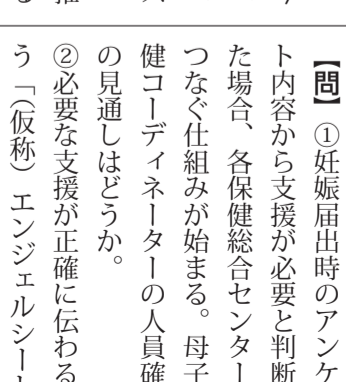 【問】①妊娠届出時のアンケ
ト内容から支援が必要と判断
た場合、各保健総合センター
つなぐ仕組みが始まる。母子
健コーディネーターの人員確
の見通しはどうか。
②必要な支援が正確に伝わる
う「（仮称）エンジェルシート